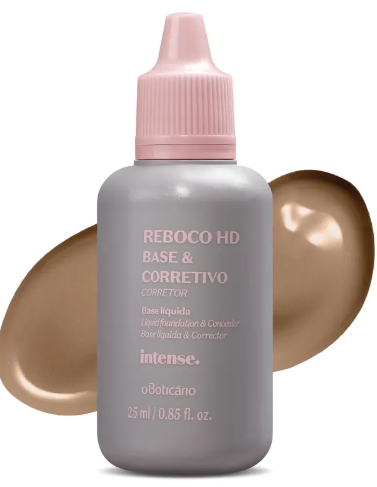 REBOCO HD
BASE &
CORRETIVO
CORRETOR
Base líquida
Liquid foundation & Concealer
Base líquida & Corrector
intense.
oBoticário
25 ml / 0.85 fl. oz.